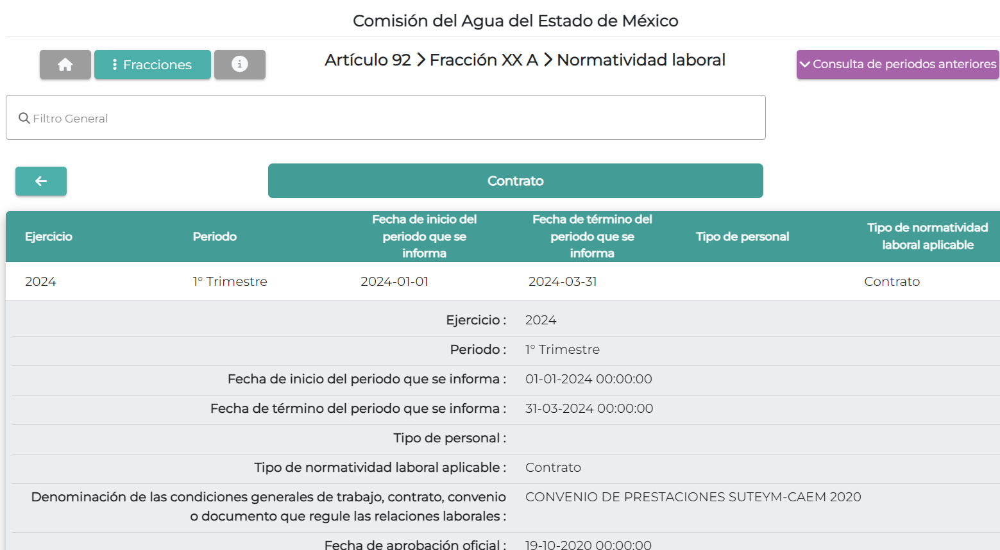 Comisión del Agua del Estado de México
Fracciones
Artículo 92 > Fracción XX A > Normatividad laboral
Consulta de periodos anteriores
Filtro General
Contrato
Ejercicio
Periodo
Fecha de inicio del
periodo que se
informa
Fecha de término del
periodo que se
informa
Tipo de personal
Tipo de normatividad
laboral aplicable
2024
1° Trimestre
2024-01-01
2024-03-31
Contrato
Ejercicio : 2024
Periodo : 1° Trimestre
Fecha de inicio del periodo que se informa : 01-01-2024 00:00:00
Fecha de término del periodo que se informa : 31-03-2024 00:00:00
Tipo de personal :
Tipo de normatividad laboral aplicable : Contrato
Denominación de las condiciones generales de trabajo, contrato, convenio
o documento que regule las relaciones laborales :
CONVENIO DE PRESTACIONES SUTEYM-CAEM 2020
Fecha de aprobación oficial : 19-10-2020 00:00:00